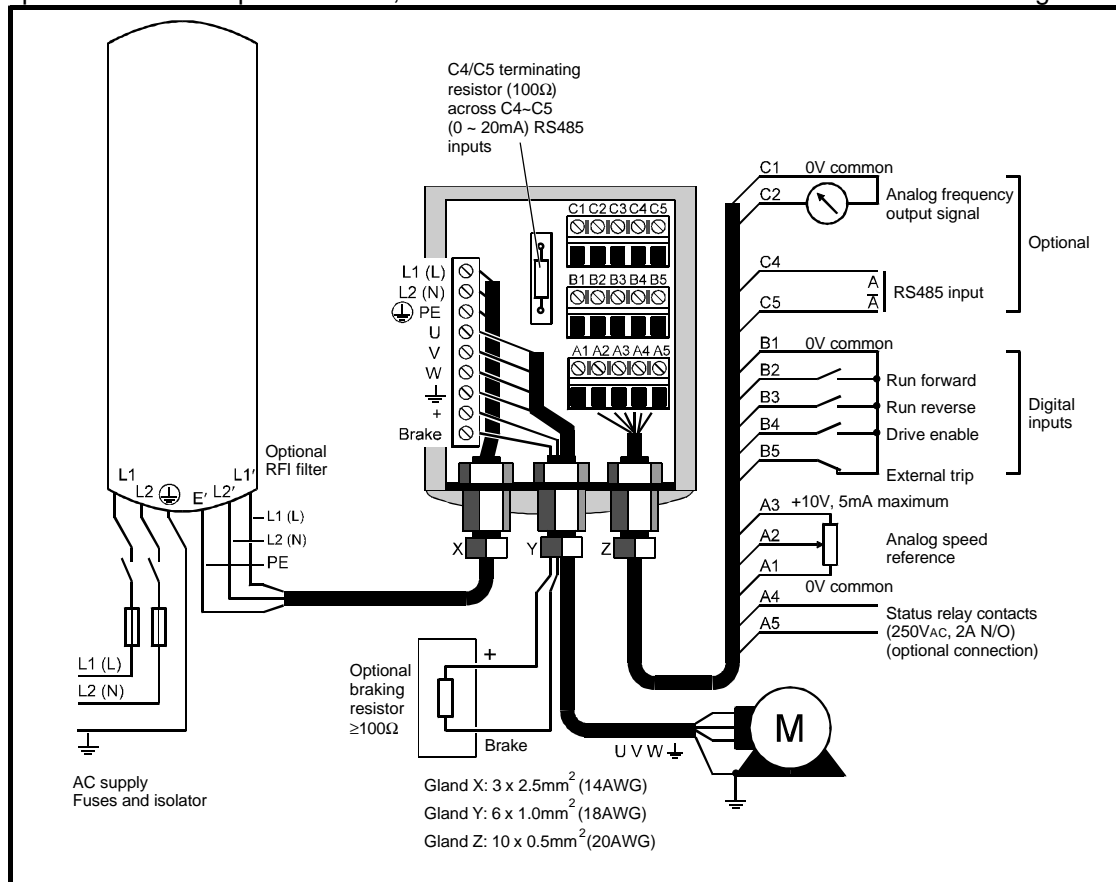 C4/C5 terminating
resistor (100Ω)
across C4~C5
(0 ~ 20mA) RS485
inputs
C1 C2 C3 C4 C5
B1 B2 B3 B4 B5
A1 A2 A3 A4 A5
L1 (L)
L2 (N)
PE
U
V
W
+
Brake
Optional
RFI filter
L1
L2
E'
L2'
L1'
L1 (L)
L2 (N)
PE
L1 (L)
L2 (N)
AC supply
Fuses and isolator
X
Y
Z
Optional
braking
resistor
≥100Ω
+
Brake
U V W
M
Gland X: 3 x 2.5mm² (14AWG)
Gland Y: 6 x 1.0mm² (18AWG)
Gland Z: 10 x 0.5mm² (20AWG)
C1 0V common
C2
Analog frequency
output signal
C4
A
RS485 input
A̅
C5
Optional
B1 0V common
B2
Run forward
B3
Run reverse
B4
Drive enable
B5
External trip
Digital
inputs
A3 +10V, 5mA maximum
A2
Analog speed
reference
A1
0V common
A4
Status relay contacts
A5
(250VAC, 2A N/O)
(optional connection)